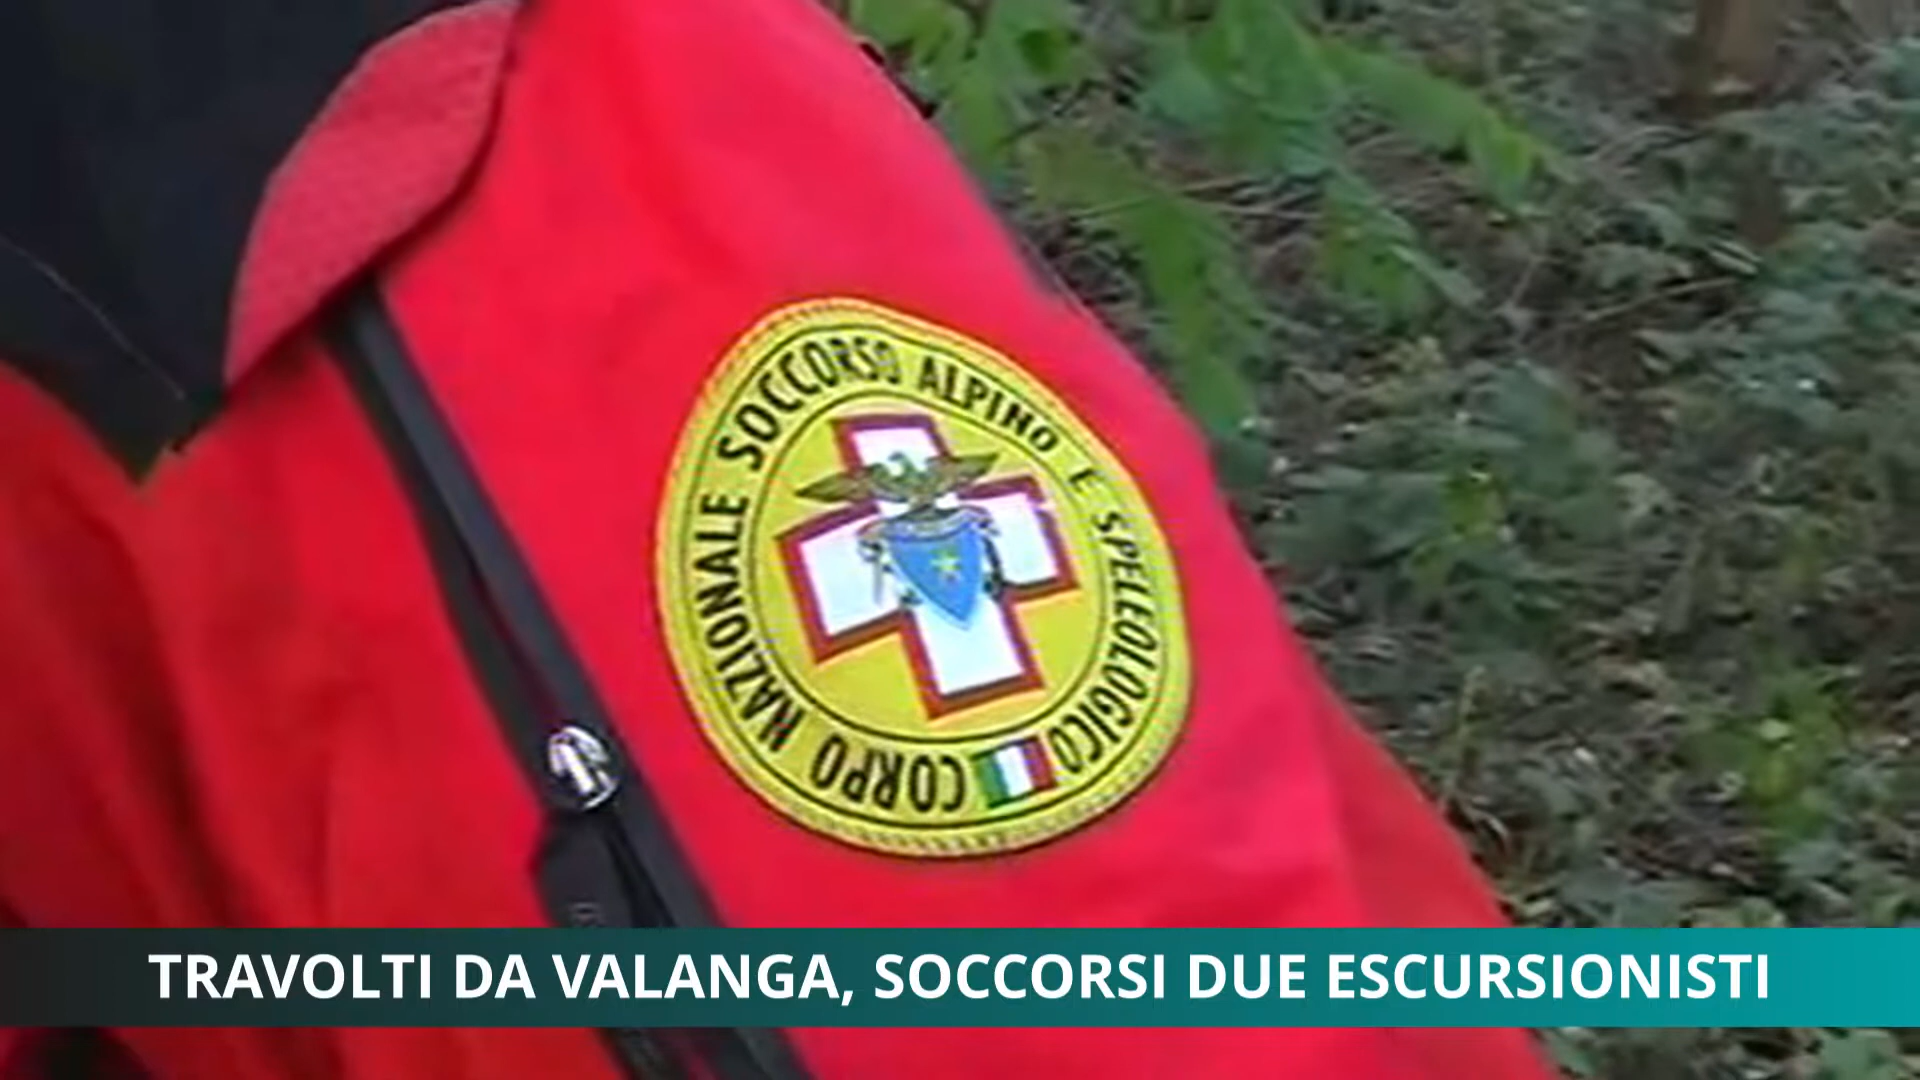 CORPO NAZIONALE SOCCORSO ALPINO E SPELEOLOGICO
TRAVOLTI DA VALANGA, SOCCORSI DUE ESCURSIONISTI